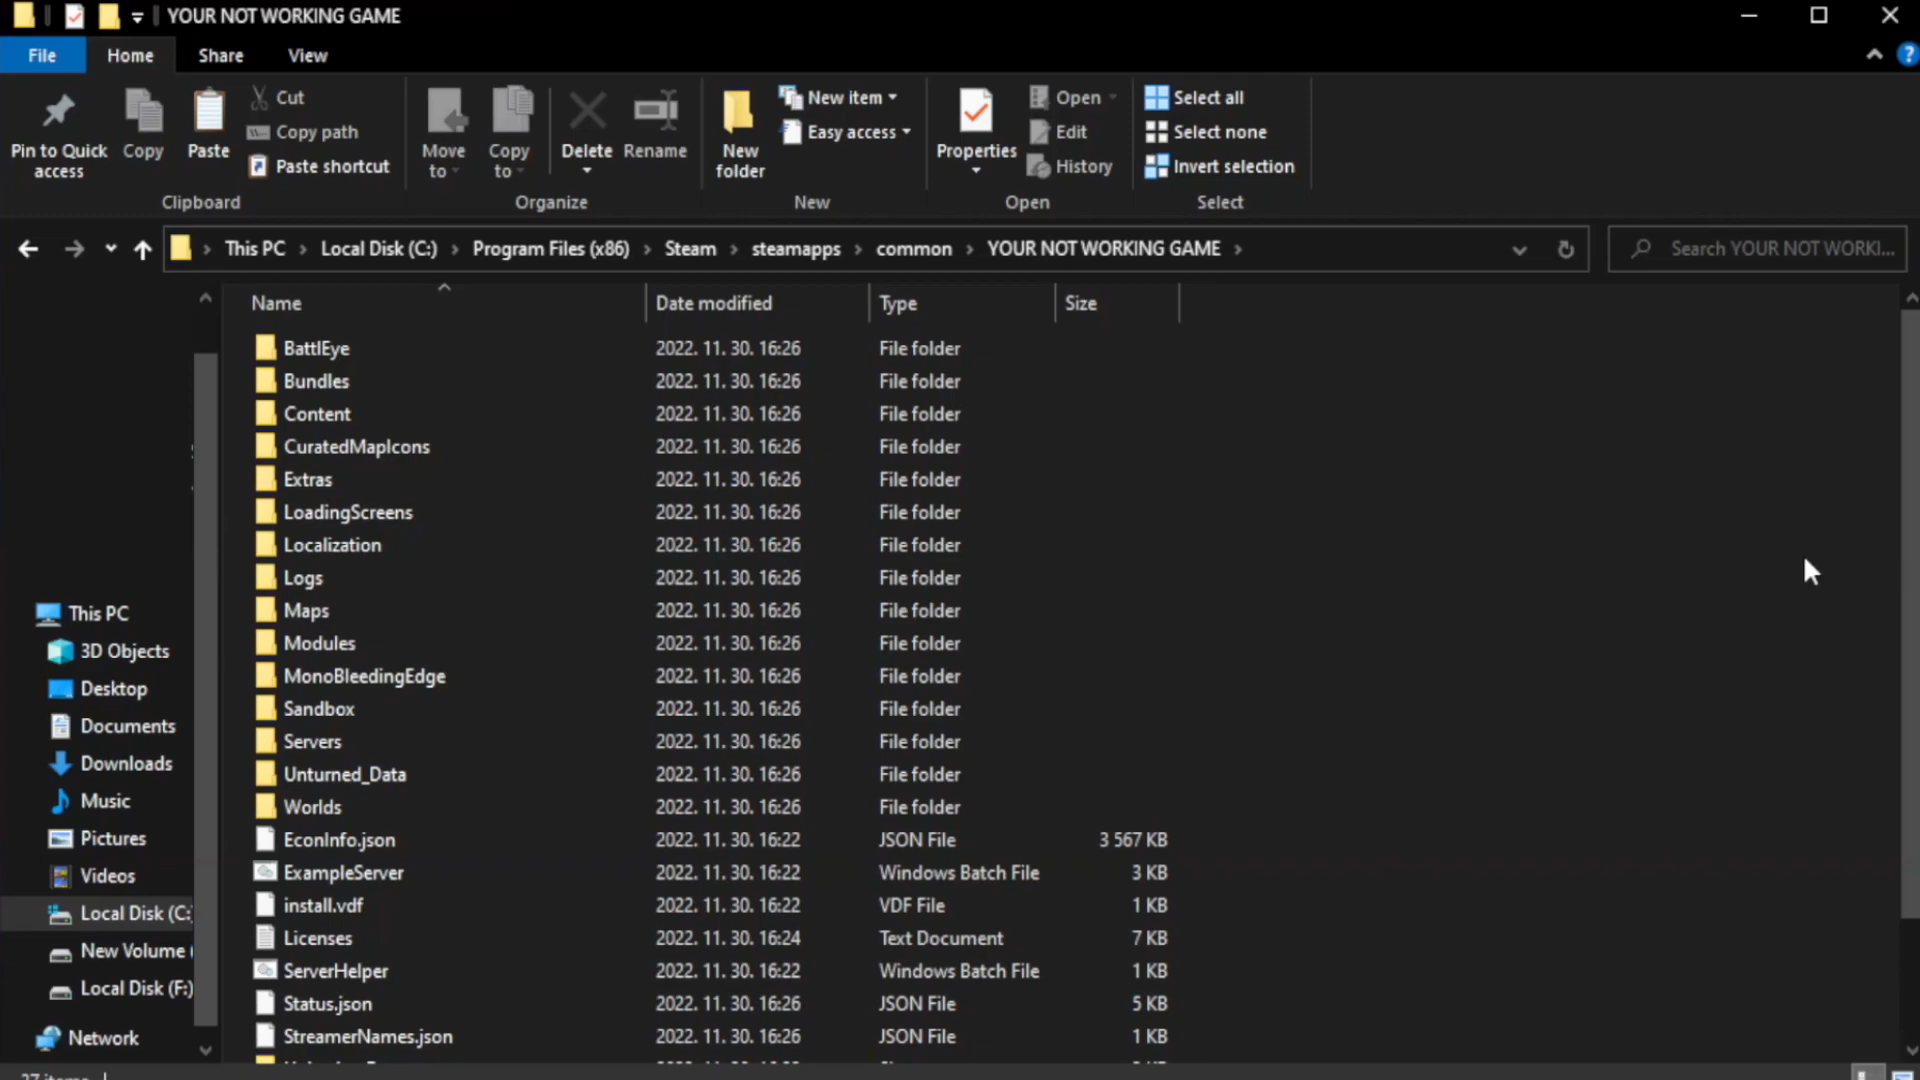 YOUR NOT WORKING GAME
File Home Share View
Pin to Quick access
Copy
Paste
Cut
Copy path
Paste shortcut
Clipboard
Move to
Copy to
Delete
Rename
Organize
New folder
New item
Easy access
New
Properties
Open
Edit
History
Open
Select all
Select none
Invert selection
Select
This PC > Local Disk (C:) > Program Files (x86) > Steam > steamapps > common > YOUR NOT WORKING GAME >
Search YOUR NOT WORKI...
This PC
3D Objects
Desktop
Documents
Downloads
Music
Pictures
Videos
Local Disk (C:
New Volume (
Local Disk (F:)
Network
Name Date modified Type Size
BattlEye 2022. 11. 30. 16:26 File folder
Bundles 2022. 11. 30. 16:26 File folder
Content 2022. 11. 30. 16:26 File folder
CuratedMapIcons 2022. 11. 30. 16:26 File folder
Extras 2022. 11. 30. 16:26 File folder
LoadingScreens 2022. 11. 30. 16:26 File folder
Localization 2022. 11. 30. 16:26 File folder
Logs 2022. 11. 30. 16:26 File folder
Maps 2022. 11. 30. 16:26 File folder
Modules 2022. 11. 30. 16:26 File folder
MonoBleedingEdge 2022. 11. 30. 16:26 File folder
Sandbox 2022. 11. 30. 16:26 File folder
Servers 2022. 11. 30. 16:26 File folder
Unturned_Data 2022. 11. 30. 16:26 File folder
Worlds 2022. 11. 30. 16:26 File folder
EconInfo.json 2022. 11. 30. 16:22 JSON File 3 567 KB
ExampleServer 2022. 11. 30. 16:22 Windows Batch File 3 KB
install.vdf 2022. 11. 30. 16:22 VDF File 1 KB
Licenses 2022. 11. 30. 16:24 Text Document 7 KB
ServerHelper 2022. 11. 30. 16:22 Windows Batch File 1 KB
Status.json 2022. 11. 30. 16:26 JSON File 5 KB
StreamerNames.json 2022. 11. 30. 16:26 JSON File 1 KB